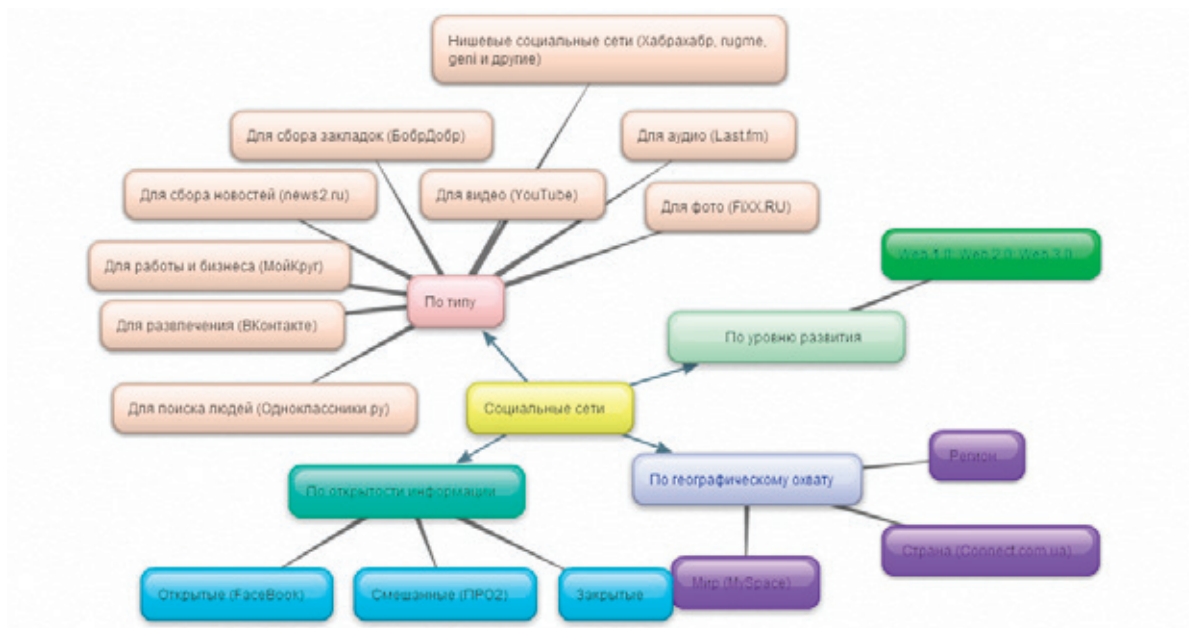 Нишевые социальные сети (Хабрахабр, rugme,
geni и другие)
Для сбора закладок (БобрДобр)
Для аудио (Last.fm)
Для сбора новостей (news2.ru)
Для видео (YouTube)
Для фото (FiXX.RU)
Для работы и бизнеса (МойКруг)
Web 1.0, Web 2.0, Web 3.0
По типу
Для развлечения (ВКонтакте)
По уровню развития
Для поиска людей (Одноклассники.ру)
Социальные сети
Регион
По открытости информации
По географическому охвату
Страна (Connect.com.ua)
Открытые (FaceBook)
Смешанные (ПРО2)
Закрытые
Мир (MySpace)